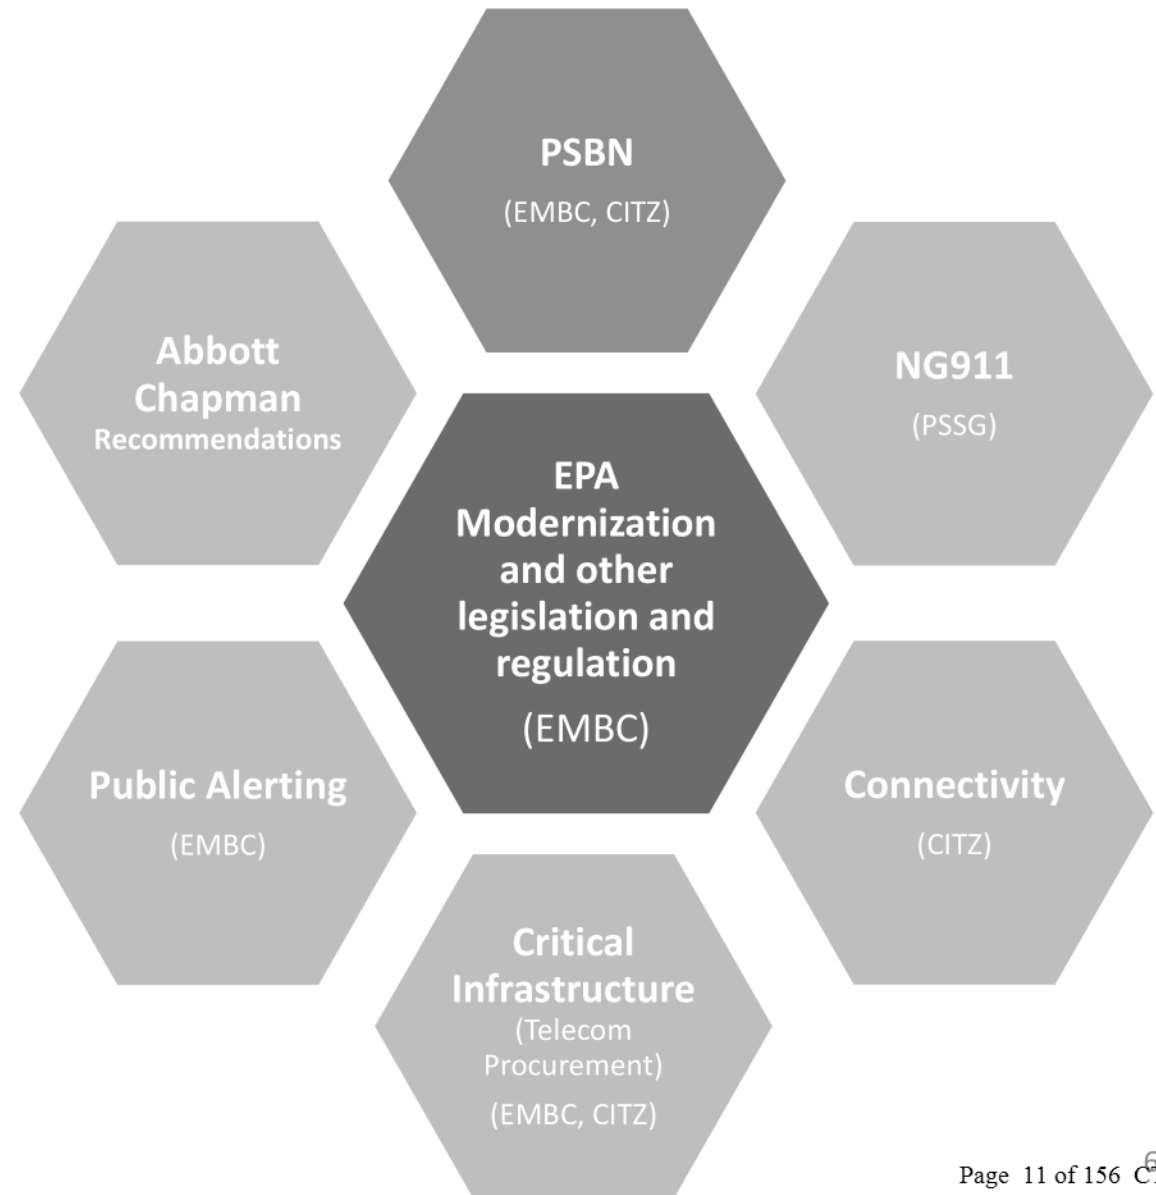 PSBN
(EMBC, CITZ)
Abbott
Chapman
Recommendations
NG911
(PSSG)
EPA
Modernization
and other
legislation and
regulation
(EMBC)
Public Alerting
(EMBC)
Connectivity
(CITZ)
Critical
Infrastructure
(Telecom
Procurement)
(EMBC, CITZ)
6
Page 11 of 156